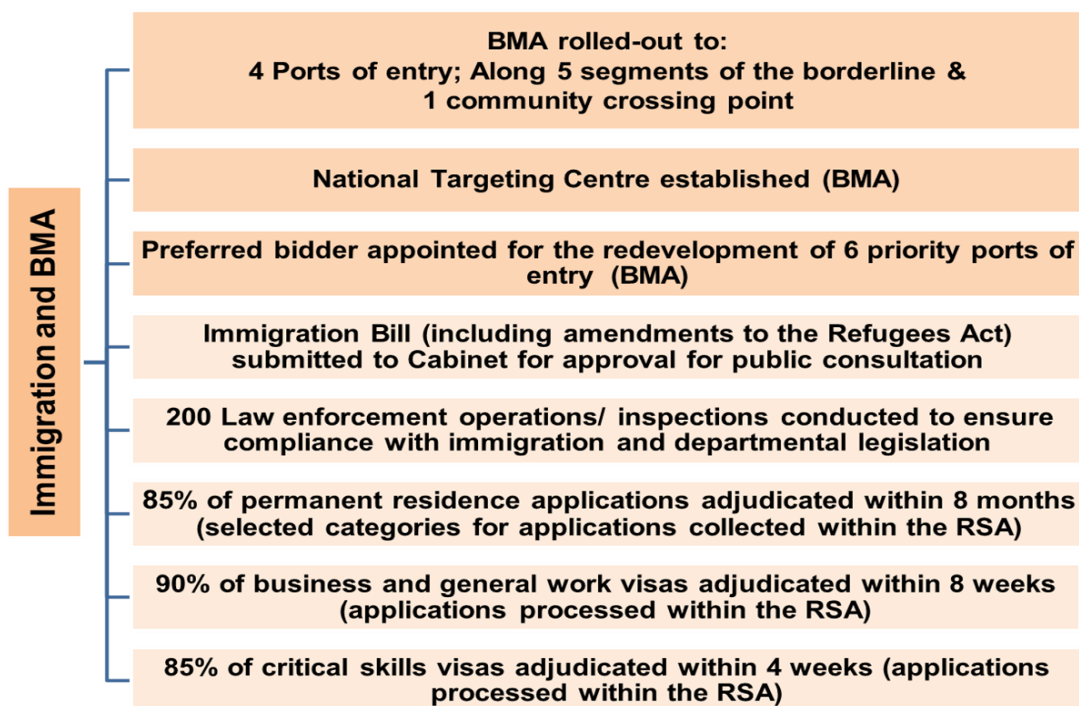 Immigration and BMA
BMA rolled-out to:
4 Ports of entry; Along 5 segments of the borderline &
1 community crossing point
National Targeting Centre established (BMA)
Preferred bidder appointed for the redevelopment of 6 priority ports of
entry (BMA)
Immigration Bill (including amendments to the Refugees Act)
submitted to Cabinet for approval for public consultation
200 Law enforcement operations/ inspections conducted to ensure
compliance with immigration and departmental legislation
85% of permanent residence applications adjudicated within 8 months
(selected categories for applications collected within the RSA)
90% of business and general work visas adjudicated within 8 weeks
(applications processed within the RSA)
85% of critical skills visas adjudicated within 4 weeks (applications
processed within the RSA)